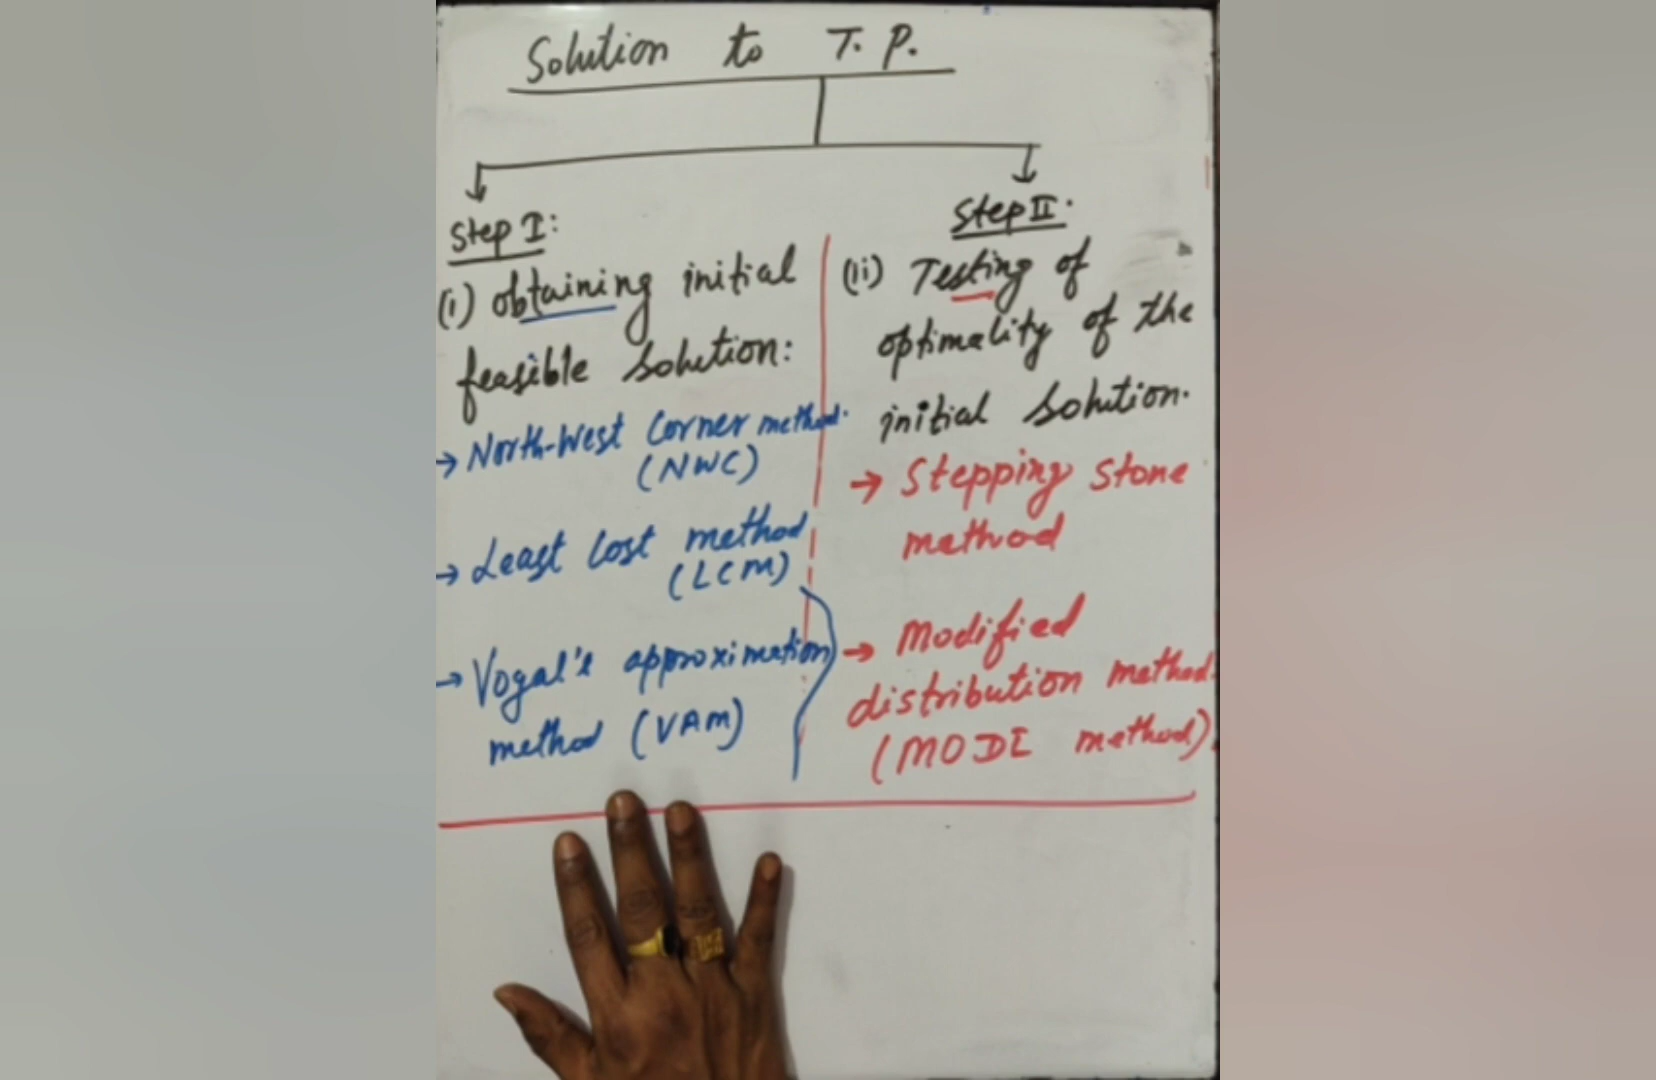 Solution to T. P.
Step I:
(i) obtaining initial
feasible solution:
→ North-West Corner method.
(NWC)
→ Least Cost method
(LCM)
→ Vogal's approximation
method (VAM)
Step II.
(ii) Testing of
optimality of the
initial solution.
→ Stepping Stone
method
→ Modified
distribution method.
(MODI method).